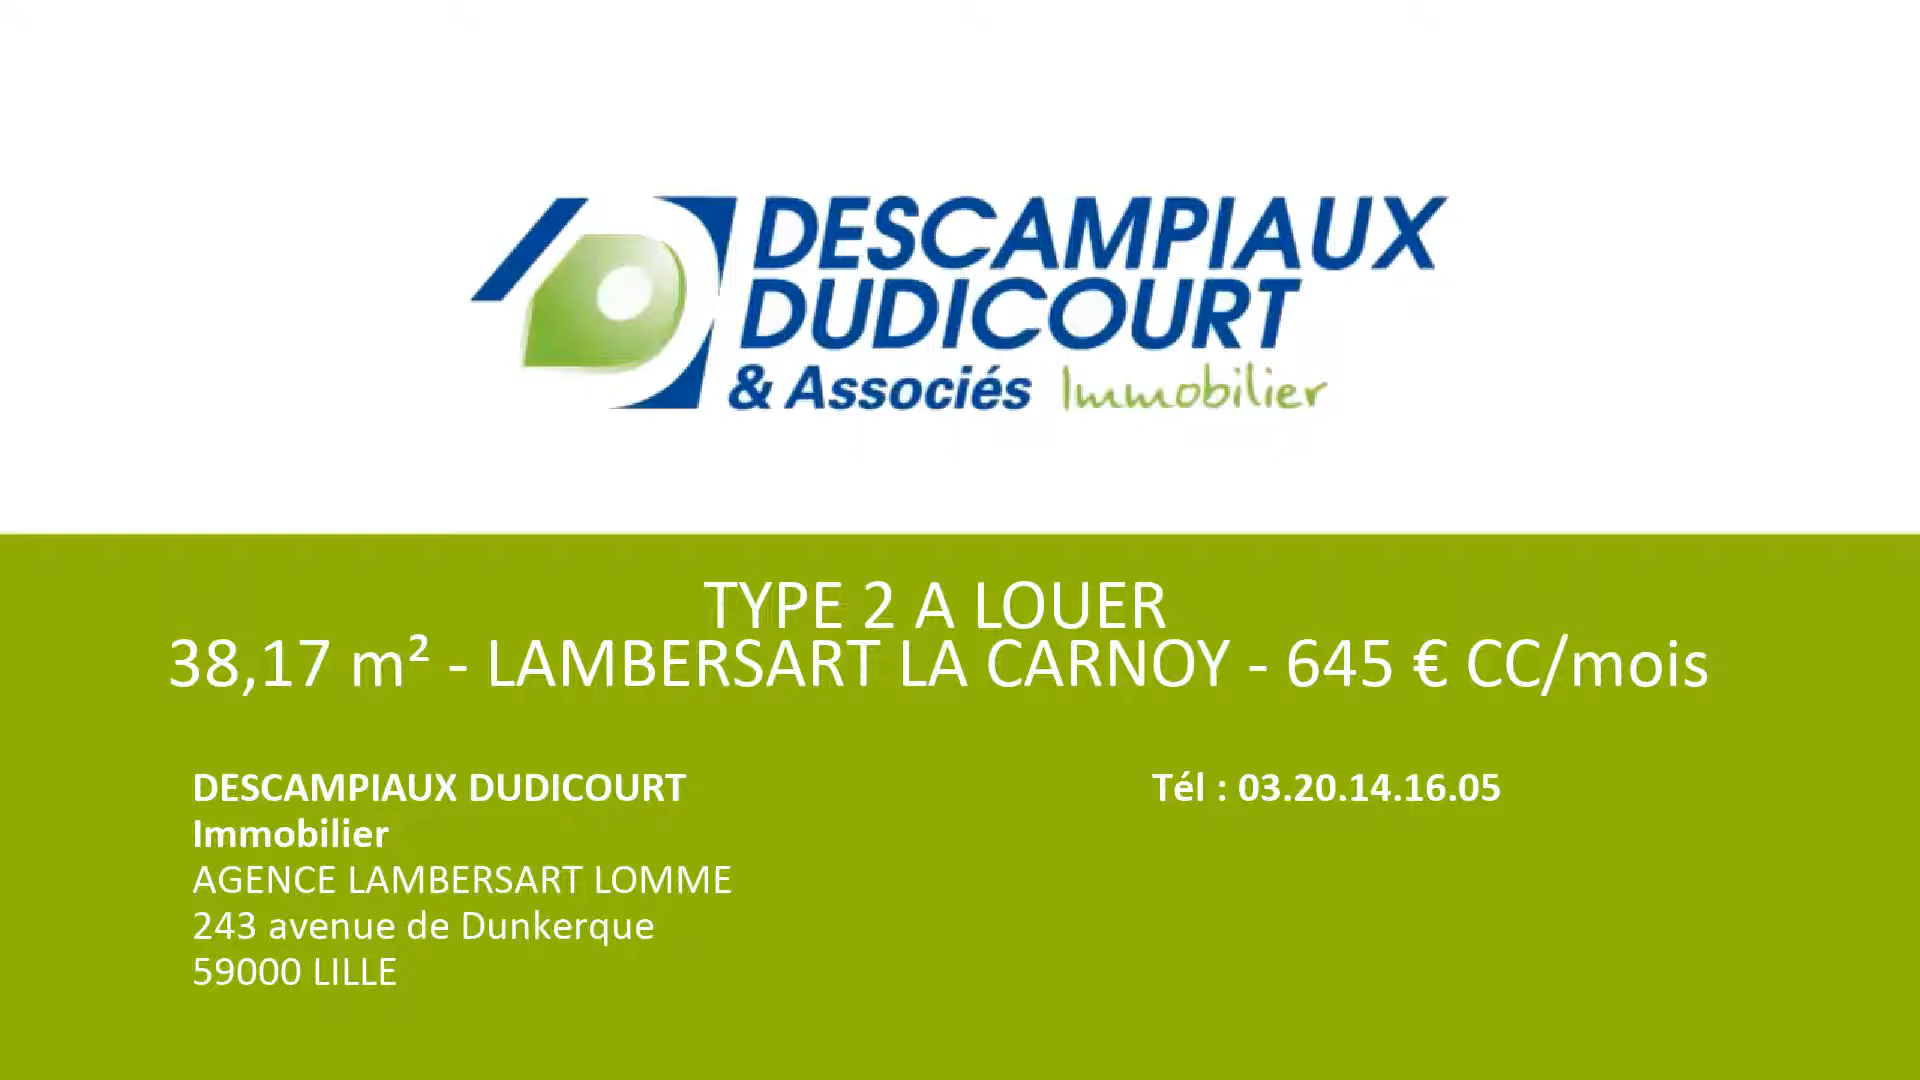 DESCAMPIAUX
DUDICOURT
& Associés Immobilier
TYPE 2 A LOUER
38,17 m² - LAMBERSART LA CARNOY - 645 € CC/mois
DESCAMPIAUX DUDICOURT
Immobilier
AGENCE LAMBERSART LOMME
243 avenue de Dunkerque
59000 LILLE
Tél : 03.20.14.16.05